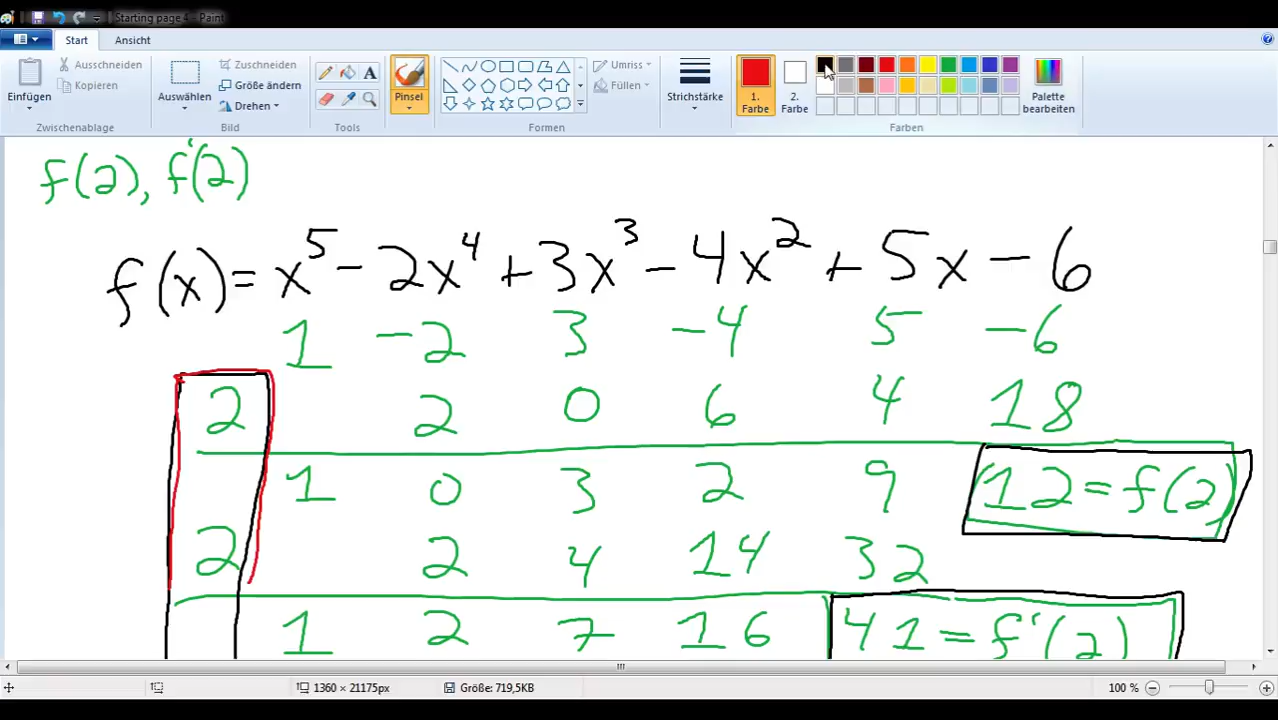 Starting page 4 - Paint
Start Ansicht
Einfügen
Ausschneiden
Kopieren
Zwischenablage
Auswählen
Zuschneiden
Größe ändern
Drehen
Bild
Pinsel
Tools
Umriss
Füllen
Formen
Strichstärke
1. Farbe
2. Farbe
Palette bearbeiten
Farben
f(2), f'(2)
f(x) = x^5 - 2x^4 + 3x^3 - 4x^2 + 5x - 6
1 -2 3 -4 5 -6
2 2 0 6 4 18
1 0 3 2 9 12 = f(2)
2 2 4 14 32
1 2 7 16 41 = f'(2)
1360 × 21175px
Größe: 719,5KB
100 %